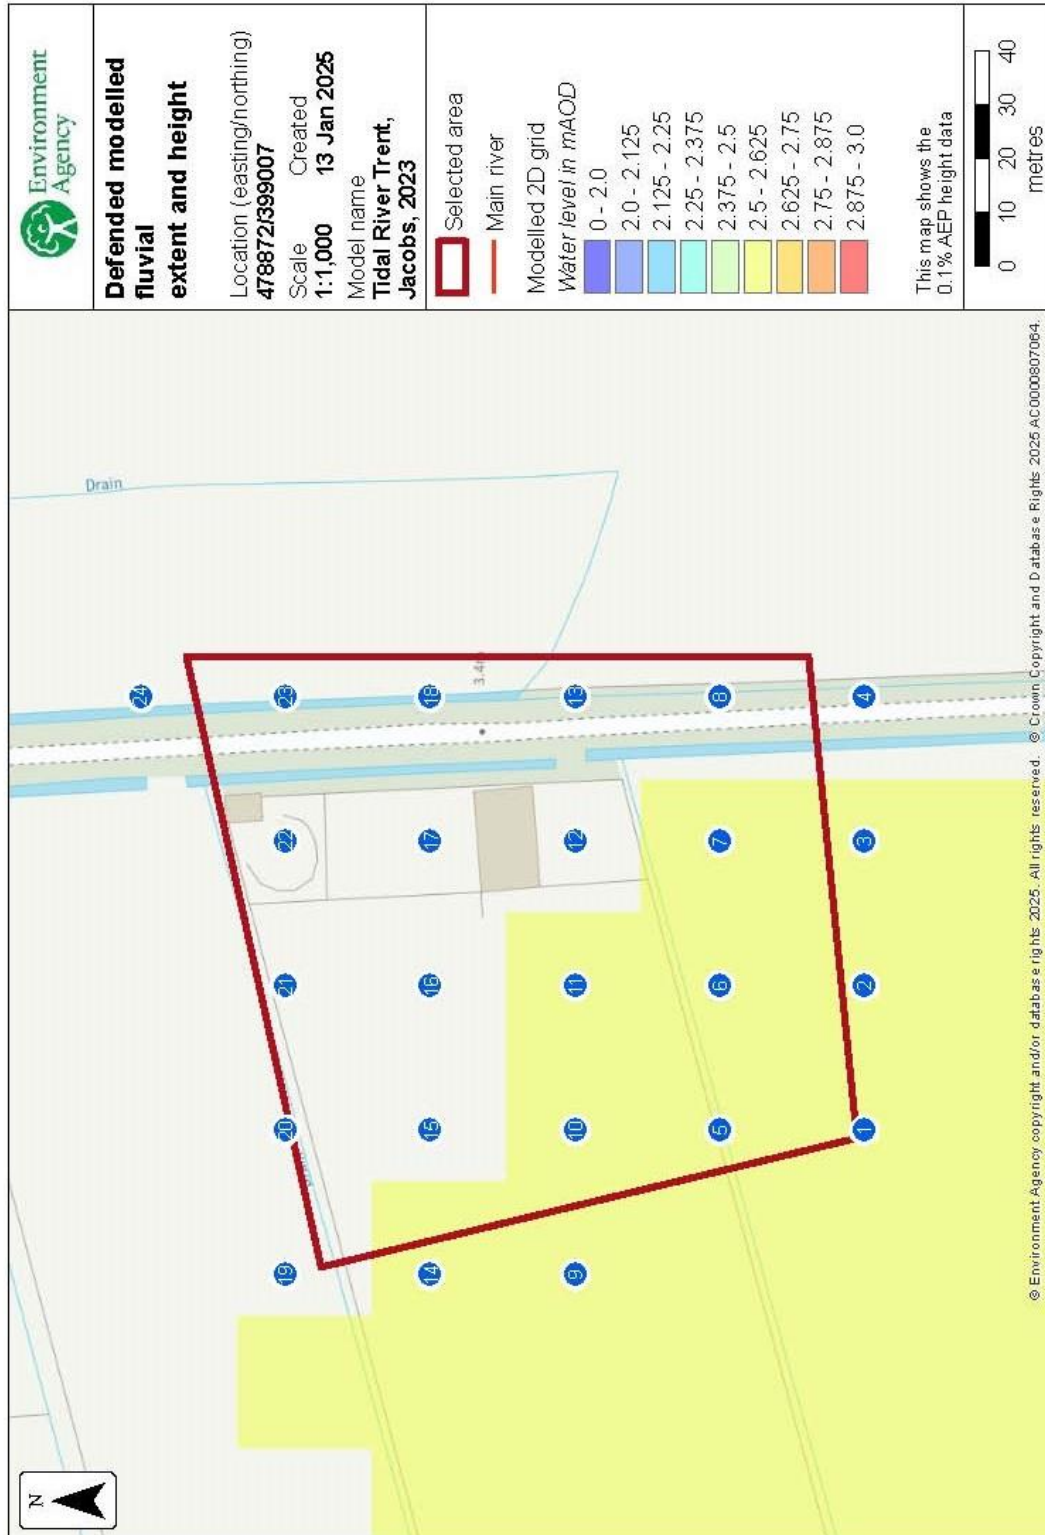 Environment
Agency
Defended modelled
fluvial
extent and height
Location (easting/northing)
478872/399007
Scale Created
1:1,000 13 Jan 2025
Model name
Tidal River Trent,
Jacobs, 2023
Selected area
Main river
Modelled 2D grid
Water level in mAOD
0 - 2.0
2.0 - 2.125
2.125 - 2.25
2.25 - 2.375
2.375 - 2.5
2.5 - 2.625
2.625 - 2.75
2.75 - 2.875
2.875 - 3.0
This map shows the
0.1% AEP height data
0 10 20 30 40
metres
N
Drain
24
19 20 21 22 23
14 15 16 17 18
3.4m
9 10 11 12 13
5 6 7 8
1 2 3 4
© Environment Agency copyright and/or database rights 2025. All rights reserved. © Crown Copyright and Database Rights 2025 AC0000807064.